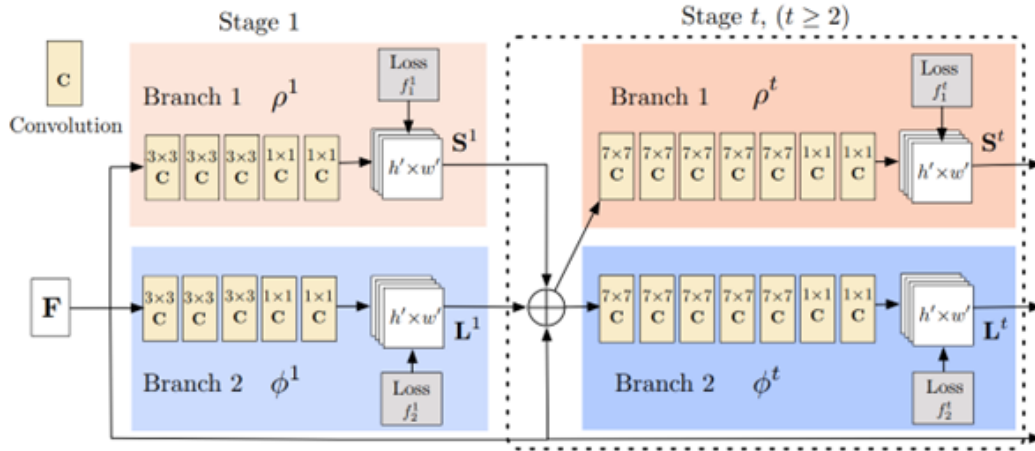 Stage 1
Stage t, (t ≥ 2)
C
Convolution
Branch 1 ρ¹
Loss
f₁¹
3×3 C 3×3 C 3×3 C 1×1 C 1×1 C
h′×w′
S¹
Branch 1 ρᵗ
Loss
f₁ᵗ
7×7 C 7×7 C 7×7 C 7×7 C 7×7 C 1×1 C 1×1 C
h′×w′
Sᵗ
F
3×3 C 3×3 C 3×3 C 1×1 C 1×1 C
h′×w′
L¹
Branch 2 ϕ¹
Loss
f₂¹
7×7 C 7×7 C 7×7 C 7×7 C 7×7 C 1×1 C 1×1 C
h′×w′
Lᵗ
Branch 2 ϕᵗ
Loss
f₂ᵗ